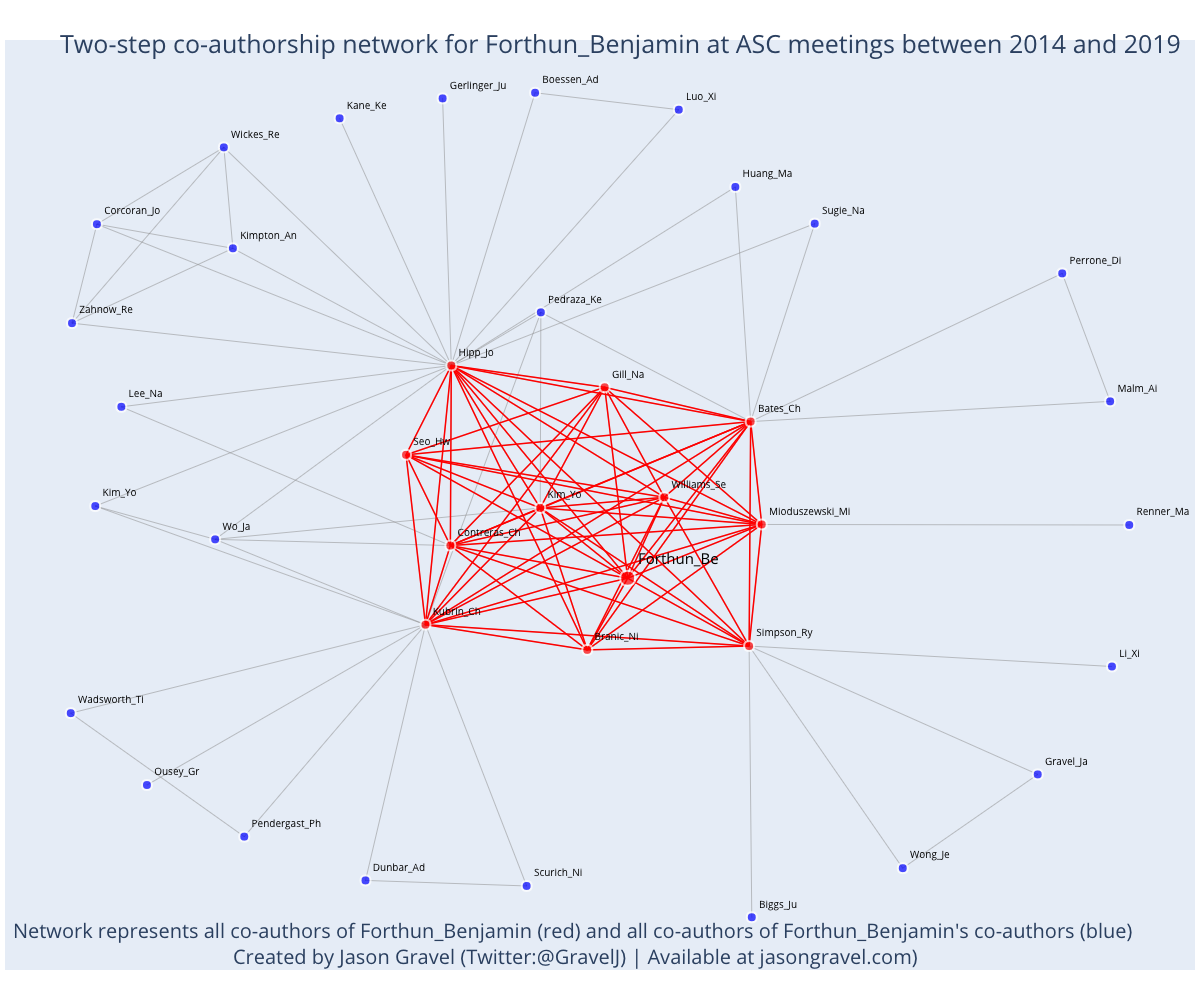 Two-step co-authorship network for Forthun_Benjamin at ASC meetings between 2014 and 2019
Boessen_Ad
Gerlinger_Ju
Luo_Xi
Kane_Ke
Wickes_Re
Huang_Ma
Corcoran_Jo
Sugie_Na
Kimpton_An
Perrone_Di
Pedraza_Ke
Zahnow_Re
Hipp_Jo
Gill_Na
Malm_Ai
Lee_Na
Bates_Ch
Seo_Hw
Williams_Se
Kim_Yo
Kim_Yo
Mioduszewski_Mi
Renner_Ma
Wo_Ja
Contreras_Ch
Forthun_Be
Kubrin_Ch
Branic_Ni
Simpson_Ry
Li_Xi
Wadsworth_Ti
Gravel_Ja
Ousey_Gr
Pendergast_Ph
Wong_Je
Dunbar_Ad
Scurich_Ni
Biggs_Ju
Network represents all co-authors of Forthun_Benjamin (red) and all co-authors of Forthun_Benjamin's co-authors (blue)
Created by Jason Gravel (Twitter:@GravelJ) | Available at jasongravel.com)